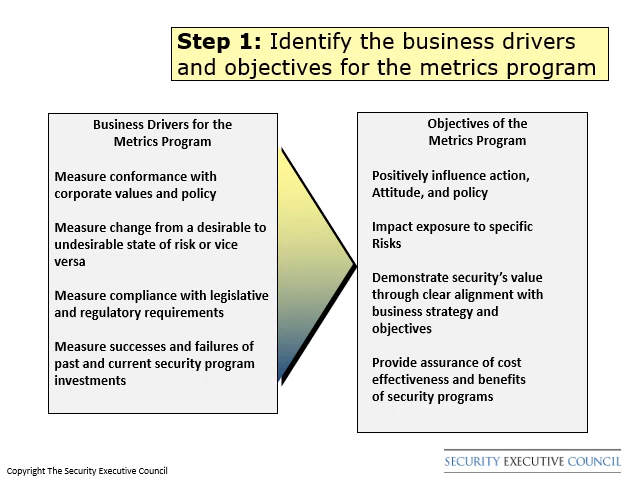 Step 1: Identify the business drivers
and objectives for the metrics program
Business Drivers for the
Metrics Program
Measure conformance with
corporate values and policy
Measure change from a desirable to
undesirable state of risk or vice
versa
Measure compliance with legislative
and regulatory requirements
Measure successes and failures of
past and current security program
investments
Objectives of the
Metrics Program
Positively influence action,
Attitude, and policy
Impact exposure to specific
Risks
Demonstrate security’s value
through clear alignment with
business strategy and
objectives
Provide assurance of cost
effectiveness and benefits
of security programs
Copyright The Security Executive Council
SECURITY EXECUTIVE COUNCIL